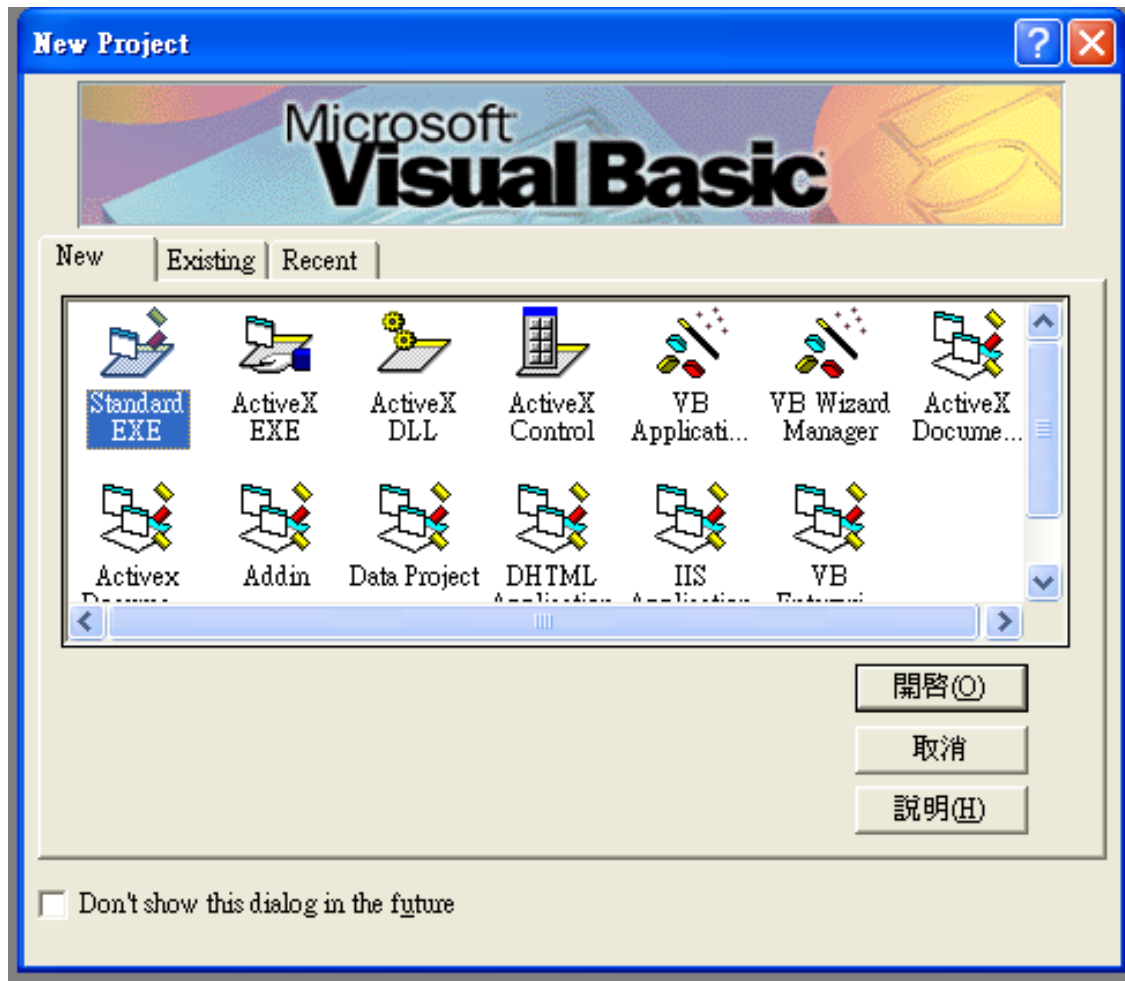 New Project
Microsoft
Visual Basic
New Existing Recent
Standard EXE
ActiveX EXE
ActiveX DLL
ActiveX Control
VB Applicati...
VB Wizard Manager
ActiveX Docume...
Activex
Addin
Data Project
DHTML
IIS
VB
開啓(O)
取消
説明(H)
Don't show this dialog in the future